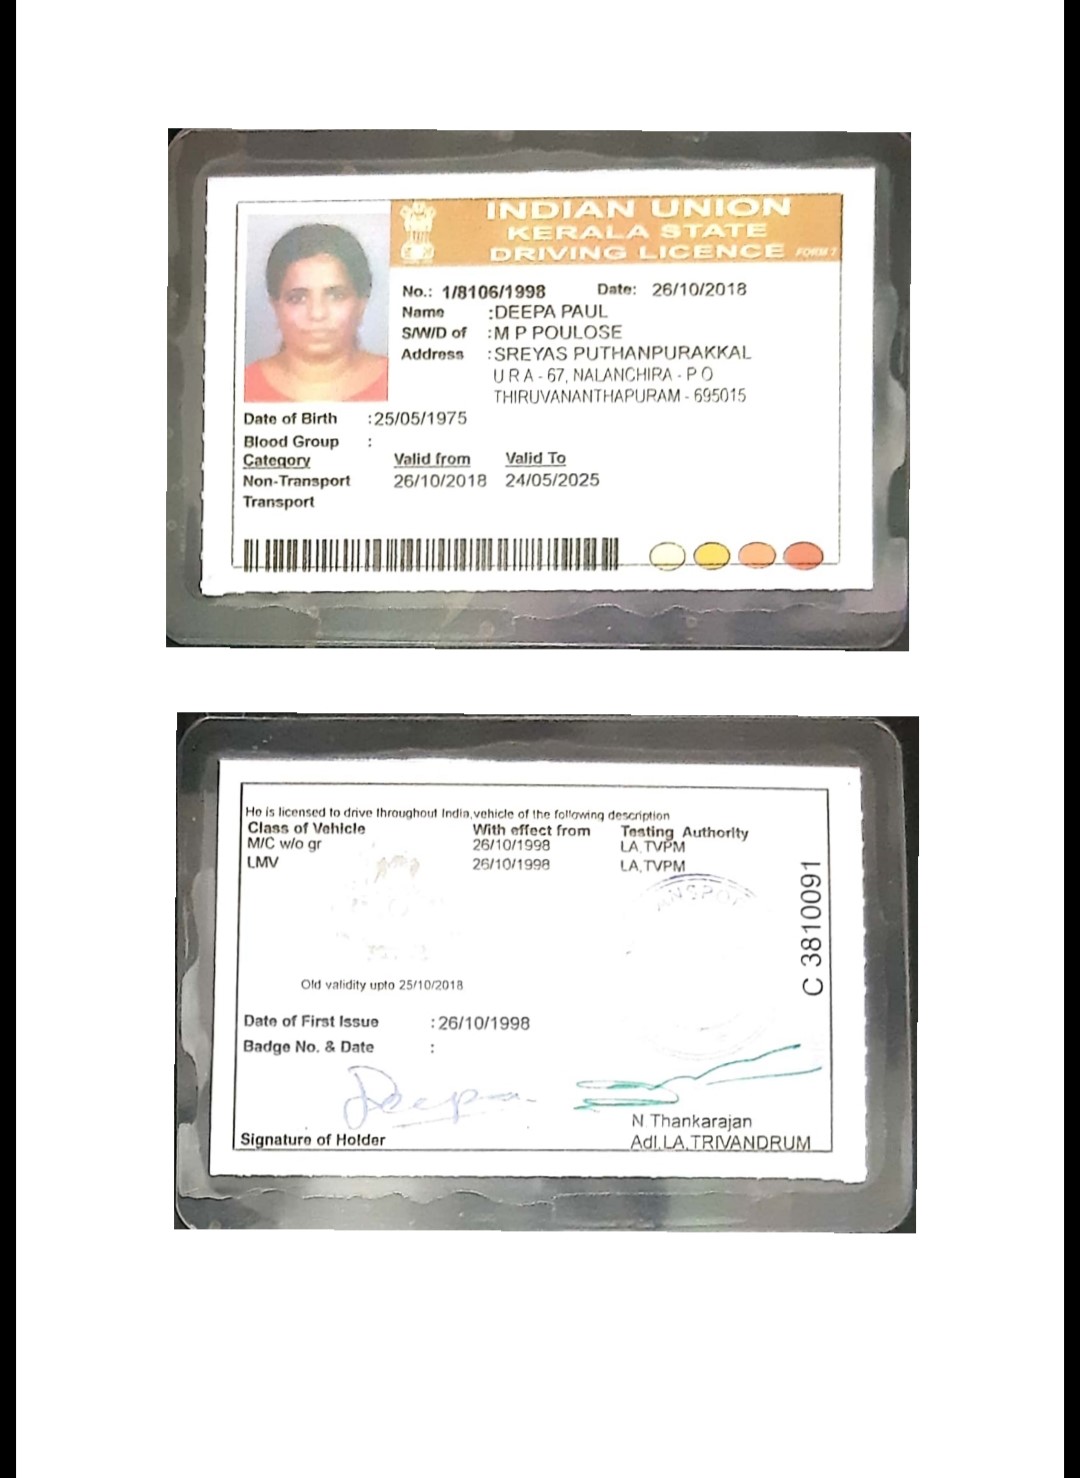 INDIAN UNION
KERALA STATE
DRIVING LICENCE FORM 7
No.: 1/8106/1998 Date: 26/10/2018
Name :DEEPA PAUL
S/W/D of :M P POULOSE
Address :SREYAS PUTHANPURAKKAL
U R A - 67, NALANCHIRA - P O
THIRUVANANTHAPURAM - 695015
Date of Birth :25/05/1975
Blood Group :
Category Valid from Valid To
Non-Transport 26/10/2018 24/05/2025
Transport
He is licensed to drive throughout India,vehicle of the following description
Class of Vehicle With effect from Testing Authority
M/C w/o gr 26/10/1998 LA,TVPM
LMV 26/10/1998 LA,TVPM
C 3810091
Old validity upto 25/10/2018
Date of First Issue :26/10/1998
Badge No. & Date :
Deepa
N Thankarajan
Signature of Holder Adl.LA,TRIVANDRUM